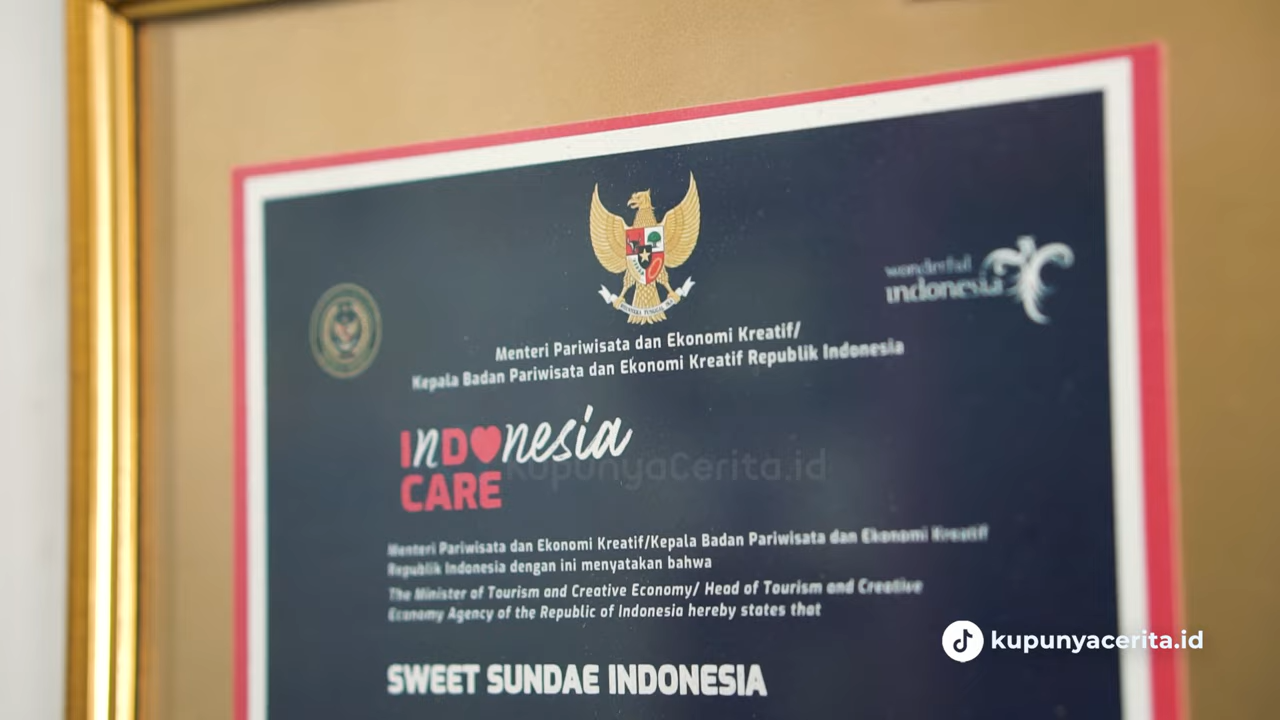 wonderful
indonesia
Menteri Pariwisata dan Ekonomi Kreatif/
Kepala Badan Pariwisata dan Ekonomi Kreatif Republik Indonesia
INDONesia
CARE
kupunyaCerita.id
Menteri Pariwisata dan Ekonomi Kreatif/Kepala Badan Pariwisata dan Ekonomi Kreatif
Republik Indonesia dengan ini menyatakan bahwa
The Minister of Tourism and Creative Economy/ Head of Tourism and Creative
Economy Agency of the Republic of Indonesia hereby states that
kupunyacerita.id
SWEET SUNDAE INDONESIA